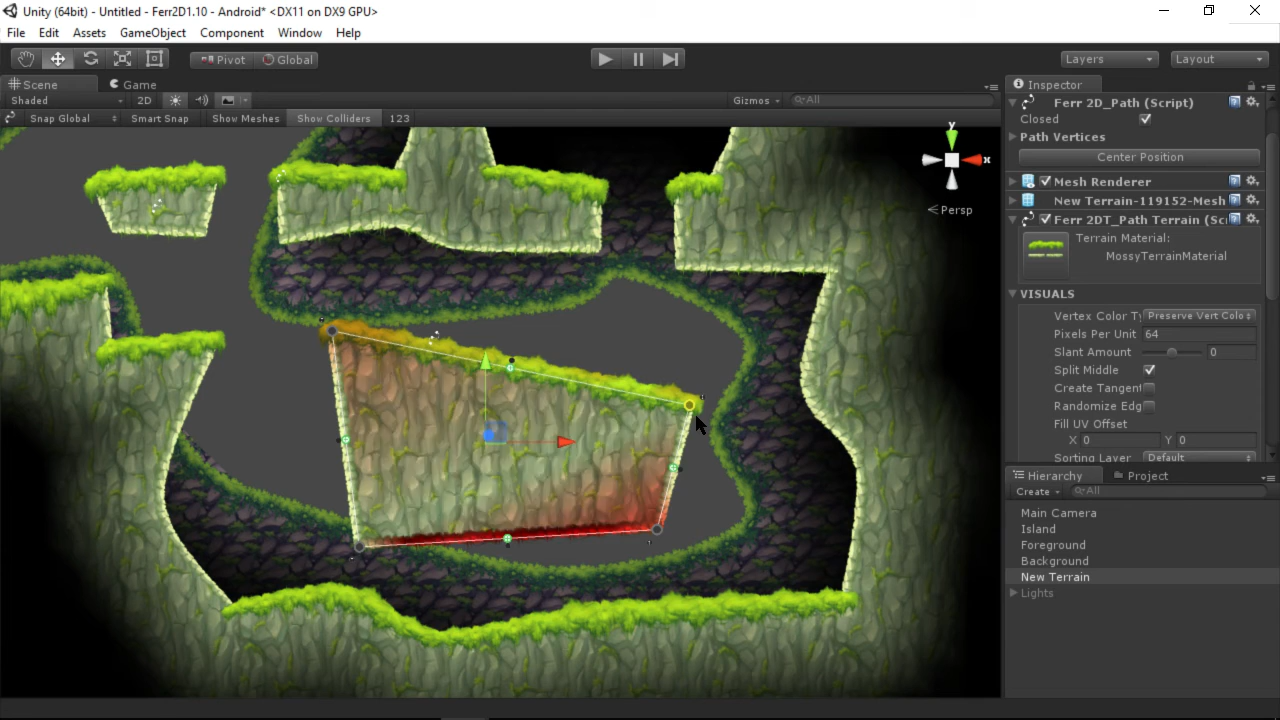 Unity (64bit) - Untitled - Ferr2D1.10 - Android* <DX11 on DX9 GPU>
File Edit Assets GameObject Component Window Help
Pivot Global Layers Layout
Scene Game
Shaded 2D Gizmos All
Snap Global Smart Snap Show Meshes Show Colliders 123
y
x
Persp
Inspector
Ferr 2D_Path (Script)
Closed
Path Vertices
Center Position
Mesh Renderer
New Terrain-119152-Mesh
Ferr 2DT_Path Terrain (Sc
Terrain Material:
MossyTerrainMaterial
VISUALS
Vertex Color Ty Preserve Vert Colo
Pixels Per Unit 64
Slant Amount 0
Split Middle
Create Tangent
Randomize Edg
Fill UV Offset
X 0 Y 0
Sorting Layer Default
Hierarchy Project
Create All
Main Camera
Island
Foreground
Background
New Terrain
Lights